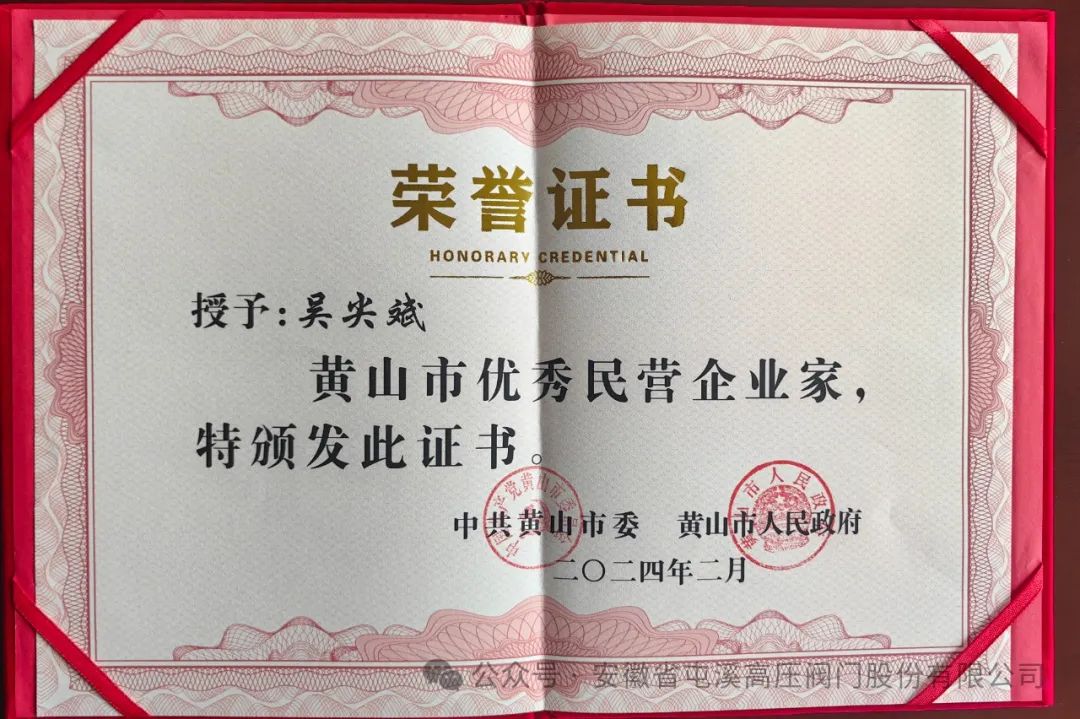 荣誉证书
HONORARY CREDENTIAL
授予：吴尖斌
黄山市优秀民营企业家，
特颁发此证书。
中共黄山市委 黄山市人民政府
二〇二四年二月
公众号 · 安徽省屯溪高压阀门股份有限公司